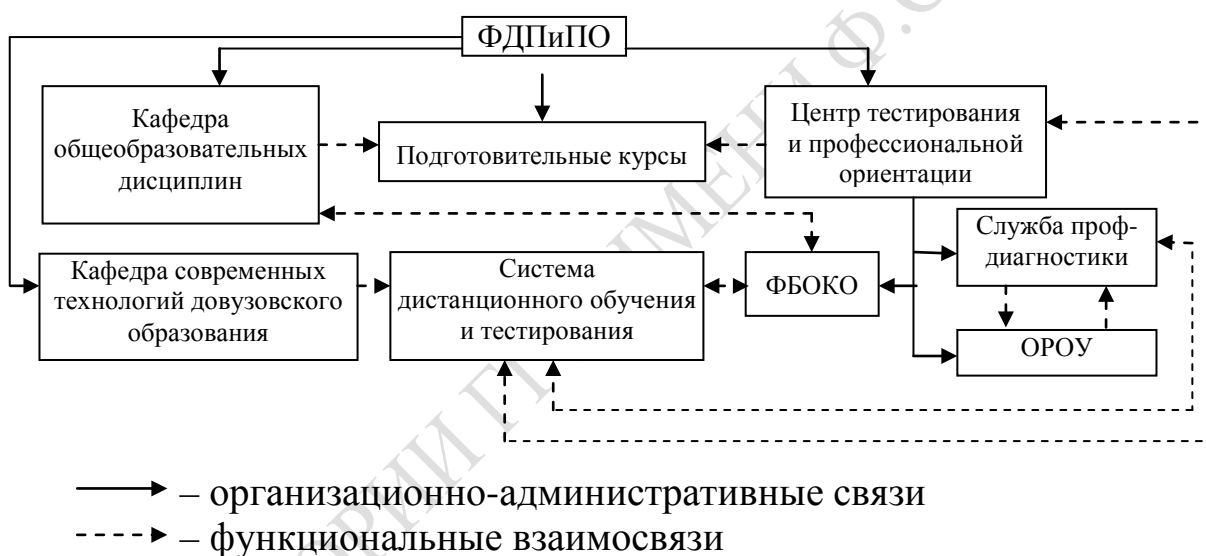 ФДПиПО
Кафедра
общеобразовательных
дисциплин
Подготовительные курсы
Центр тестирования
и профессиональной
ориентации
Служба проф-
диагностики
Кафедра современных
технологий довузовского
образования
Система
дистанционного обучения
и тестирования
ФБОКО
ОРОУ
– организационно-административные связи
– функциональные взаимосвязи